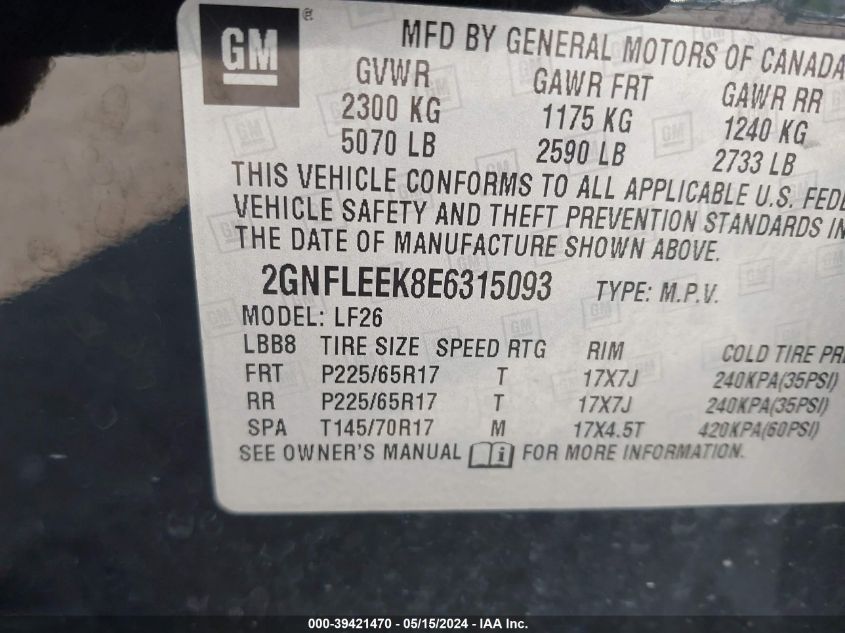 GM ®
MFD BY GENERAL MOTORS OF CANADA
GVWR GAWR FRT GAWR RR
2300 KG 1175 KG 1240 KG
5070 LB 2590 LB 2733 LB
THIS VEHICLE CONFORMS TO ALL APPLICABLE U.S. FEDE
VEHICLE SAFETY AND THEFT PREVENTION STANDARDS IN
THE DATE OF MANUFACTURE SHOWN ABOVE.
2GNFLEEK8E6315093 TYPE: M.P.V.
MODEL: LF26
LBB8 TIRE SIZE SPEED RTG RIM COLD TIRE PR
FRT P225/65R17 T 17X7J 240KPA(35PSI)
RR P225/65R17 T 17X7J 240KPA(35PSI)
SPA T145/70R17 M 17X4.5T 420KPA(60PSI)
SEE OWNER'S MANUAL i FOR MORE INFORMATION.
000-39421470 - 05/15/2024 - IAA Inc.